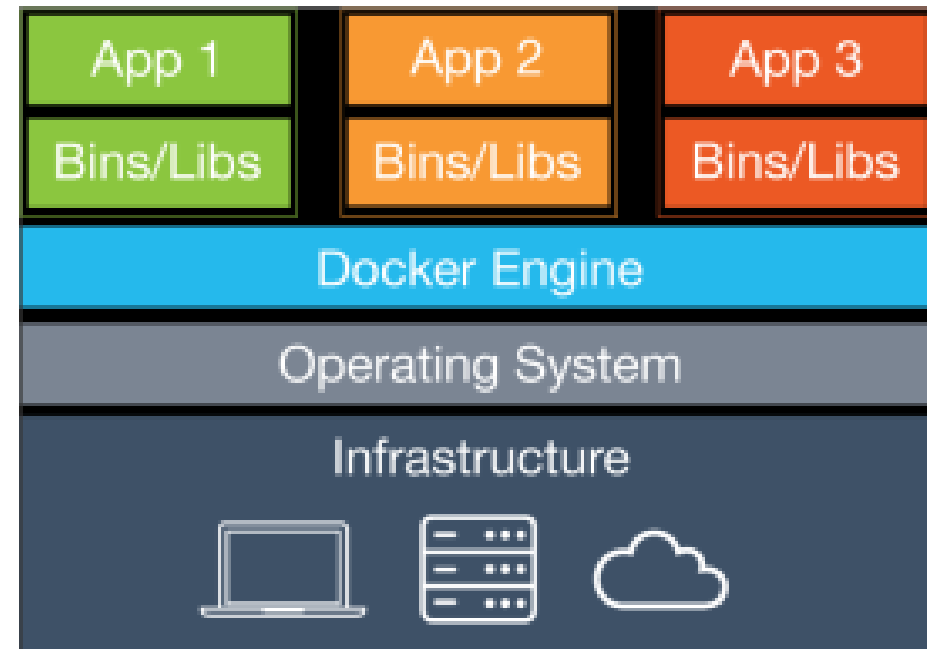 App 1
App 2
App 3
Bins/Libs
Bins/Libs
Bins/Libs
Docker Engine
Operating System
Infrastructure